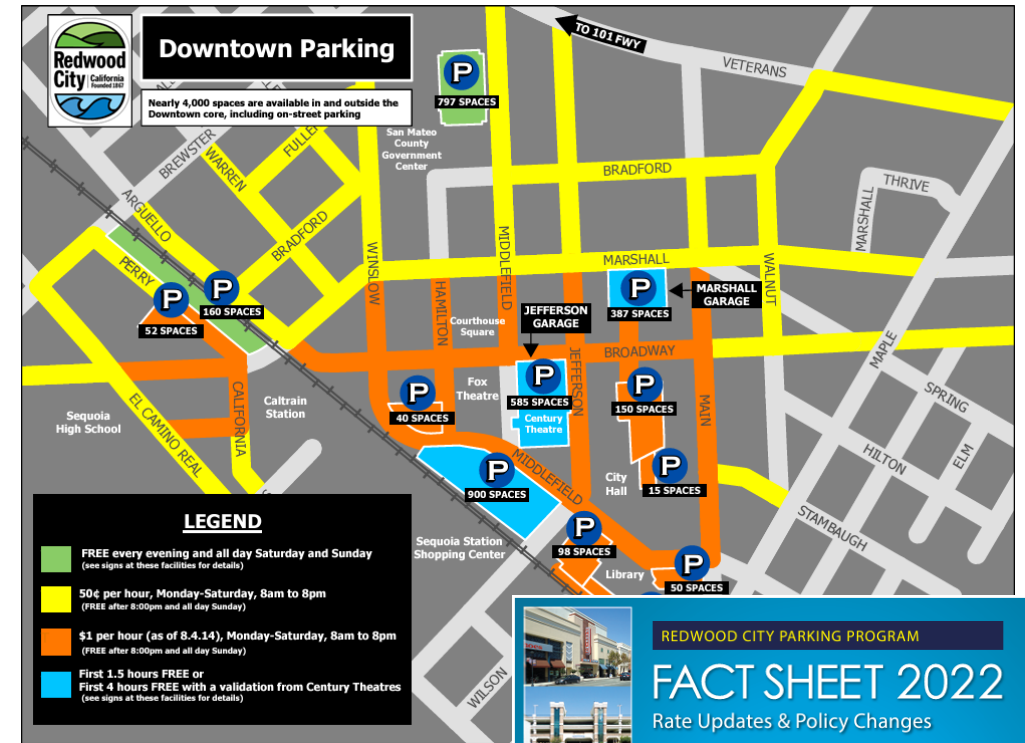 Redwood
City
California
Founded 1867
Downtown Parking
Nearly 4,000 spaces are available in and outside the
Downtown core, including on-street parking
TO 101 FWY
VETERANS
P
797 SPACES
San Mateo
County
Government
Center
BREWSTER
FULLER
WARREN
BRADFORD
THRIVE
MARSHALL
ARGUELLO
BRADFORD
PERRY
WINSLOW
MIDDLEFIELD
MARSHALL
WALNUT
P
160 SPACES
P
52 SPACES
HAMILTON
Courthouse
Square
JEFFERSON
GARAGE
P
387 SPACES
MARSHALL
GARAGE
BROADWAY
JEFFERSON
MAPLE
SPRING
ELM
HILTON
STAMBAUGH
MAIN
Fox
Theatre
P
585 SPACES
Century
Theatre
P
150 SPACES
P
40 SPACES
CALIFORNIA
Caltrain
Station
Sequoia
High School
EL CAMINO REAL
P
900 SPACES
MIDDLEFIELD
City
Hall
P
15 SPACES
Sequoia Station
Shopping Center
P
98 SPACES
Library
P
50 SPACES
WILSON
LEGEND
FREE every evening and all day Saturday and Sunday
(see signs at these facilities for details)
50¢ per hour, Monday-Saturday, 8am to 8pm
(FREE after 8:00pm and all day Sunday)
$1 per hour (as of 8.4.14), Monday-Saturday, 8am to 8pm
(FREE after 8:00pm and all day Sunday)
First 1.5 hours FREE or
First 4 hours FREE with a validation from Century Theatres
(see signs at these facilities for details)
REDWOOD CITY PARKING PROGRAM
FACT SHEET 2022
Rate Updates & Policy Changes